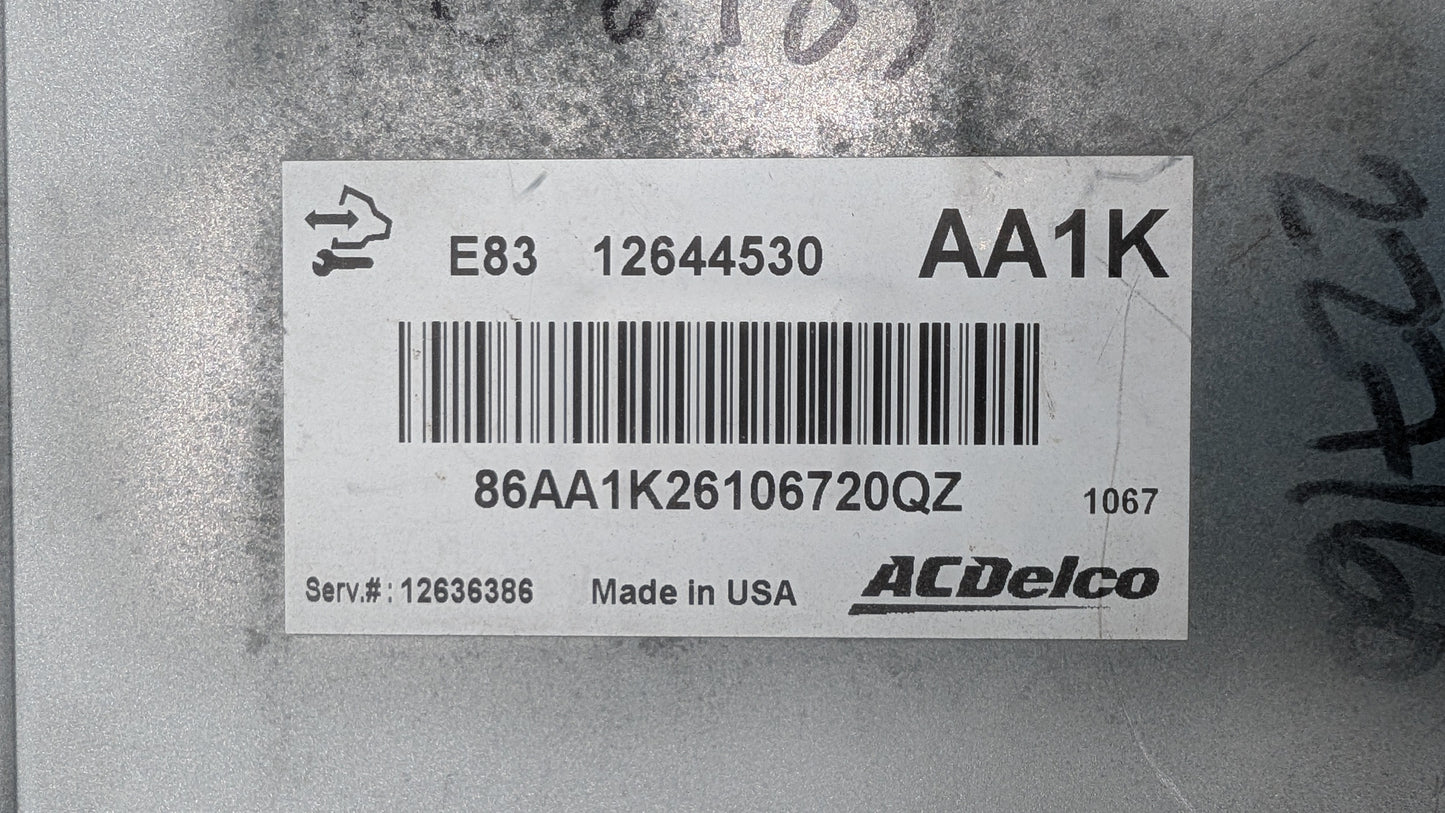 E83 12644530 AA1K
86AA1K26106720QZ 1067
Serv.#: 12636386 Made in USA ACDelco